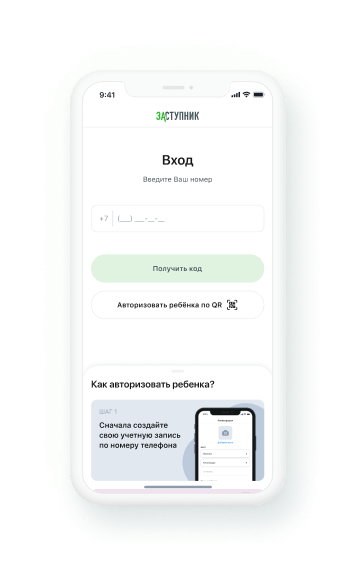 9:41
ЗАСТУПНИК
Вход
Введите Ваш номер
+7 (___) ___-__-__
Получить код
Авторизовать ребёнка по QR
Как авторизовать ребенка?
ШАГ 1
Сначала создайте
свою учетную запись
по номеру телефона